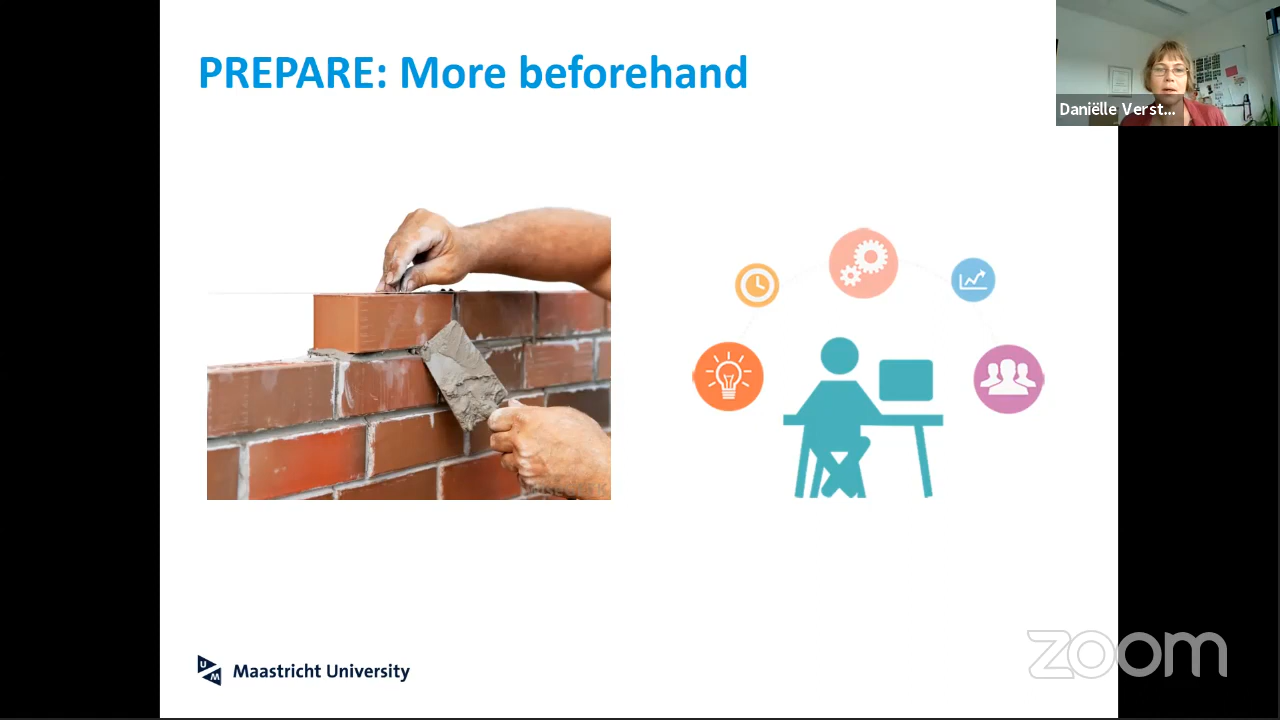 PREPARE: More beforehand
Daniëlle Verst...
U
M
Maastricht University
zoom